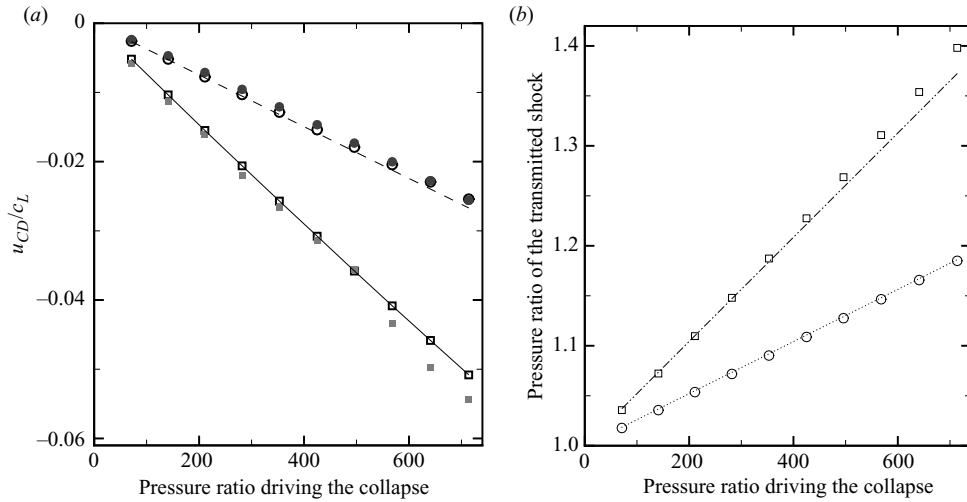 (a)
0
−0.02
−0.04
−0.06
u_CD/c_L
0 200 400 600
Pressure ratio driving the collapse
(b)
1.4
1.3
1.2
1.1
1.0
Pressure ratio of the transmitted shock
0 200 400 600
Pressure ratio driving the collapse